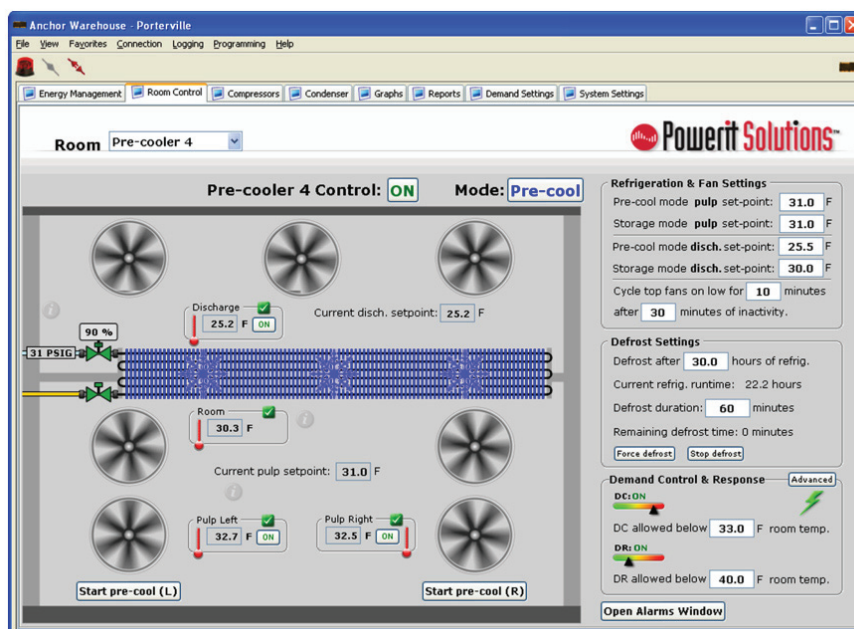 Anchor Warehouse - Porterville
File View Favorites Connection Logging Programming Help
Energy Management Room Control Compressors Condenser Graphs Reports Demand Settings System Settings
Room Pre-cooler 4
Powerit Solutions™
Pre-cooler 4 Control: ON Mode: Pre-cool
Discharge
25.2 F ON
Current disch. setpoint: 25.2 F
90 %
31 PSIG
Room
30.3 F
Current pulp setpoint: 31.0 F
Pulp Left
32.7 F ON
Pulp Right
32.5 F ON
Start pre-cool (L)
Start pre-cool (R)
Refrigeration & Fan Settings
Pre-cool mode pulp set-point: 31.0 F
Storage mode pulp set-point: 31.0 F
Pre-cool mode disch. set-point: 25.5 F
Storage mode disch. set-point: 30.0 F
Cycle top fans on low for 10 minutes
after 30 minutes of inactivity.
Defrost Settings
Defrost after 30.0 hours of refrig.
Current refrig. runtime: 22.2 hours
Defrost duration: 60 minutes
Remaining defrost time: 0 minutes
Force defrost Stop defrost
Demand Control & Response Advanced
DC: ON
DC allowed below 33.0 F room temp.
DR: ON
DR allowed below 40.0 F room temp.
Open Alarms Window